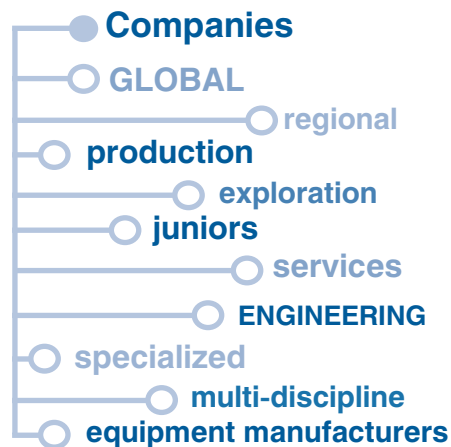 Companies
GLOBAL
regional
production
exploration
juniors
services
ENGINEERING
specialized
multi-discipline
equipment manufacturers